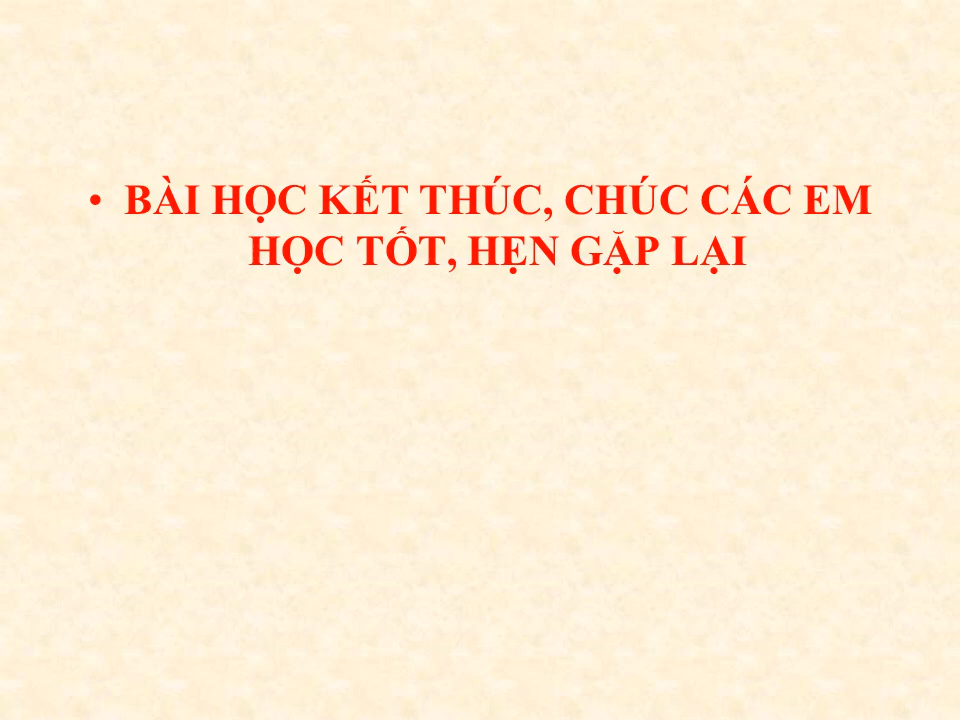 • BÀI HỌC KẾT THÚC, CHÚC CÁC EM
HỌC TỐT, HẸN GẶP LẠI